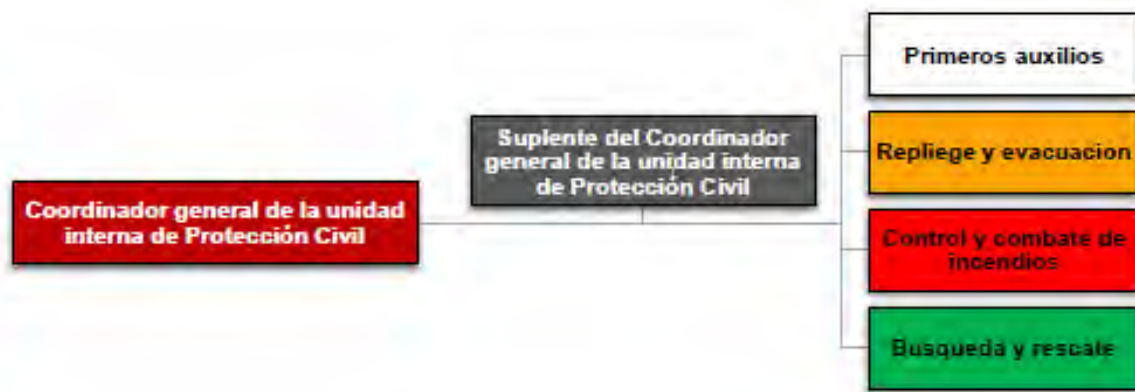 Coordinador general de la unidad
interna de Protección Civil
Suplente del Coordinador
general de la unidad interna
de Protección Civil
Primeros auxilios
Repliege y evacuacion
Control y combate de
incendios
Busqueda y rescate